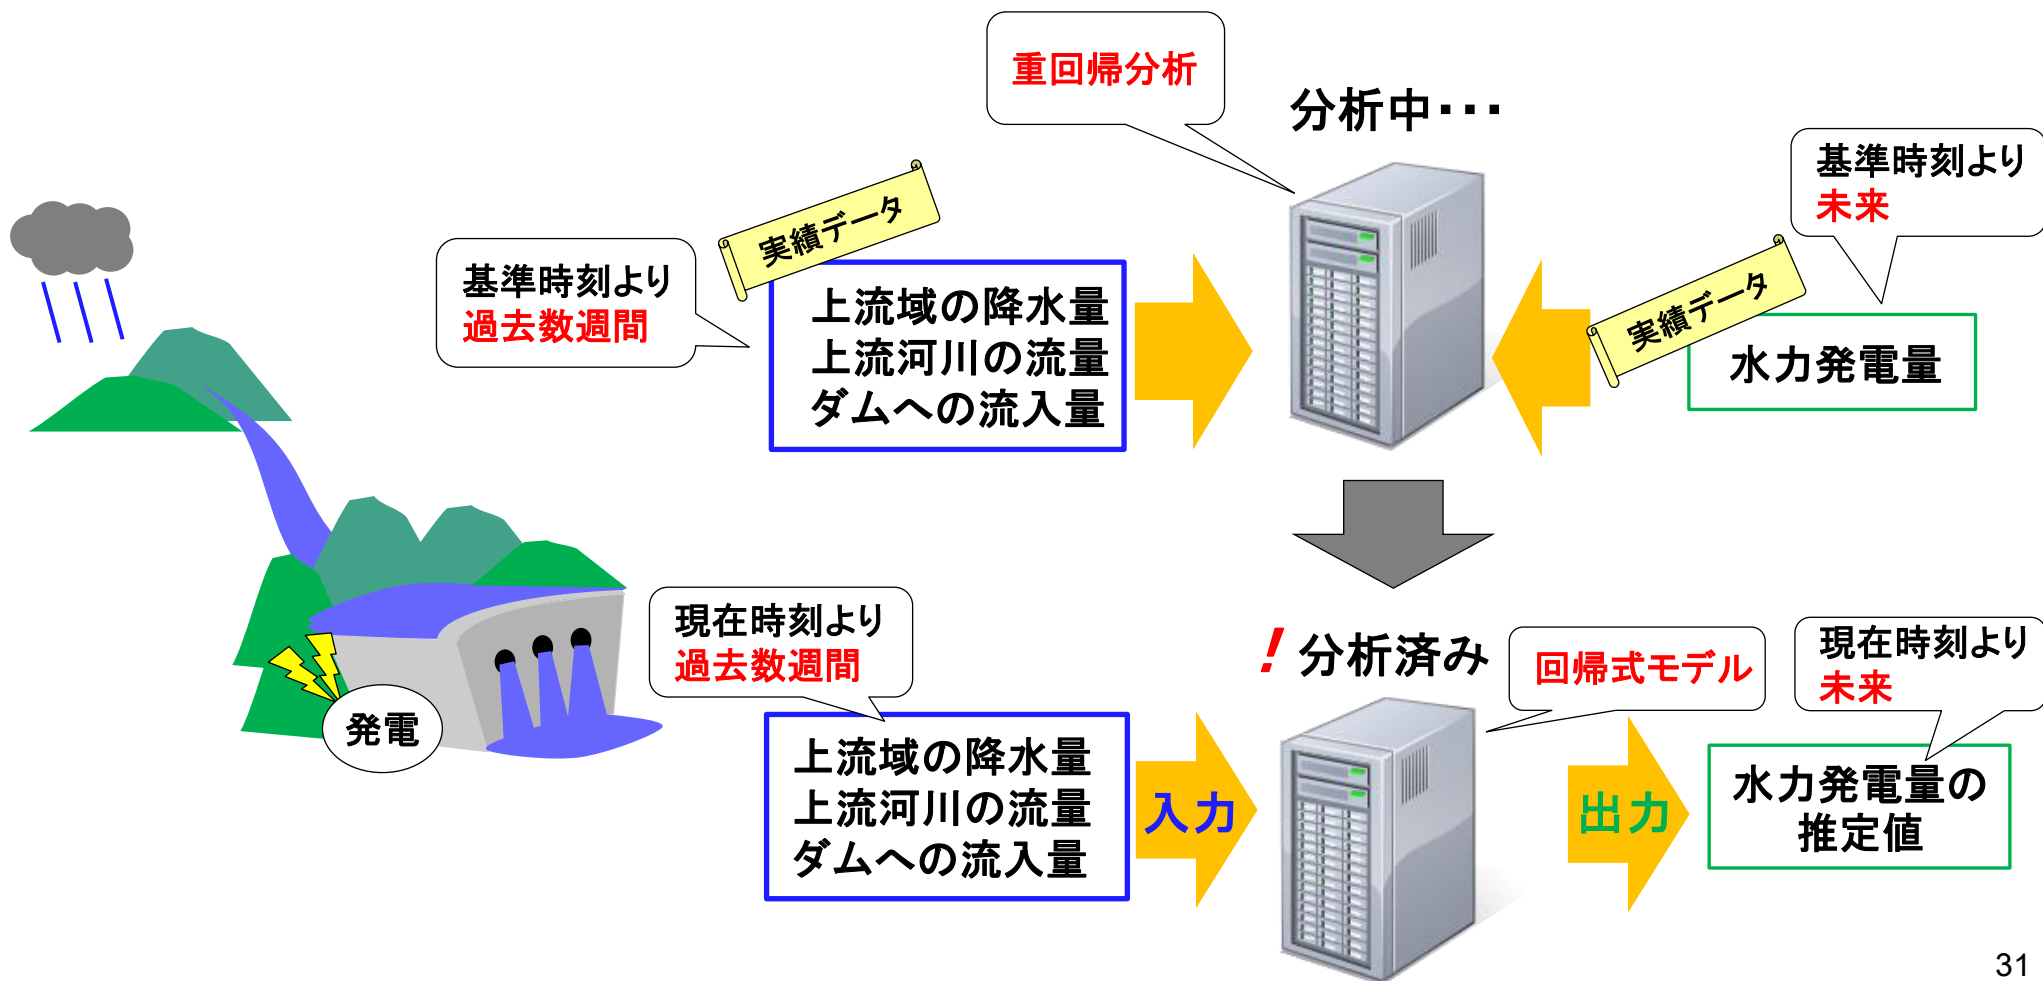 重回帰分析
分析中・・・
基準時刻より
未来
実績データ
基準時刻より
過去数週間
上流域の降水量
上流河川の流量
ダムへの流入量
実績データ
水力発電量
現在時刻より
過去数週間
！分析済み
回帰式モデル
現在時刻より
未来
発電
上流域の降水量
上流河川の流量
ダムへの流入量
入力
出力
水力発電量の
推定値
31